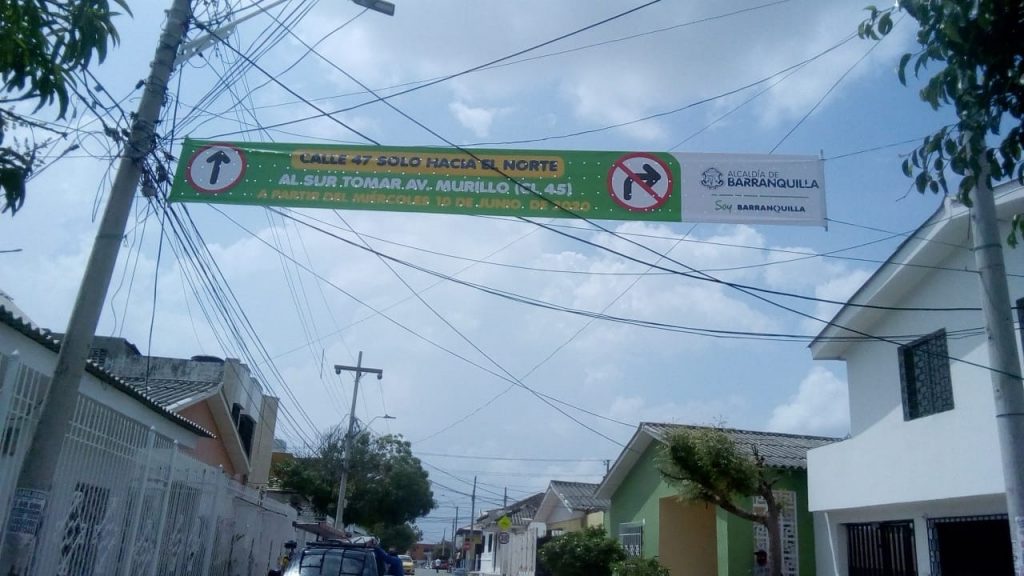 CALLE 47 SOLO HACIA EL NORTE
AL SUR TOMAR AV. MURILLO (CL 45)
A PARTIR DEL MIERCOLES 10 DE JUNIO DE 2020
ALCALDÍA DE
BARRANQUILLA
Soy BARRANQUILLA